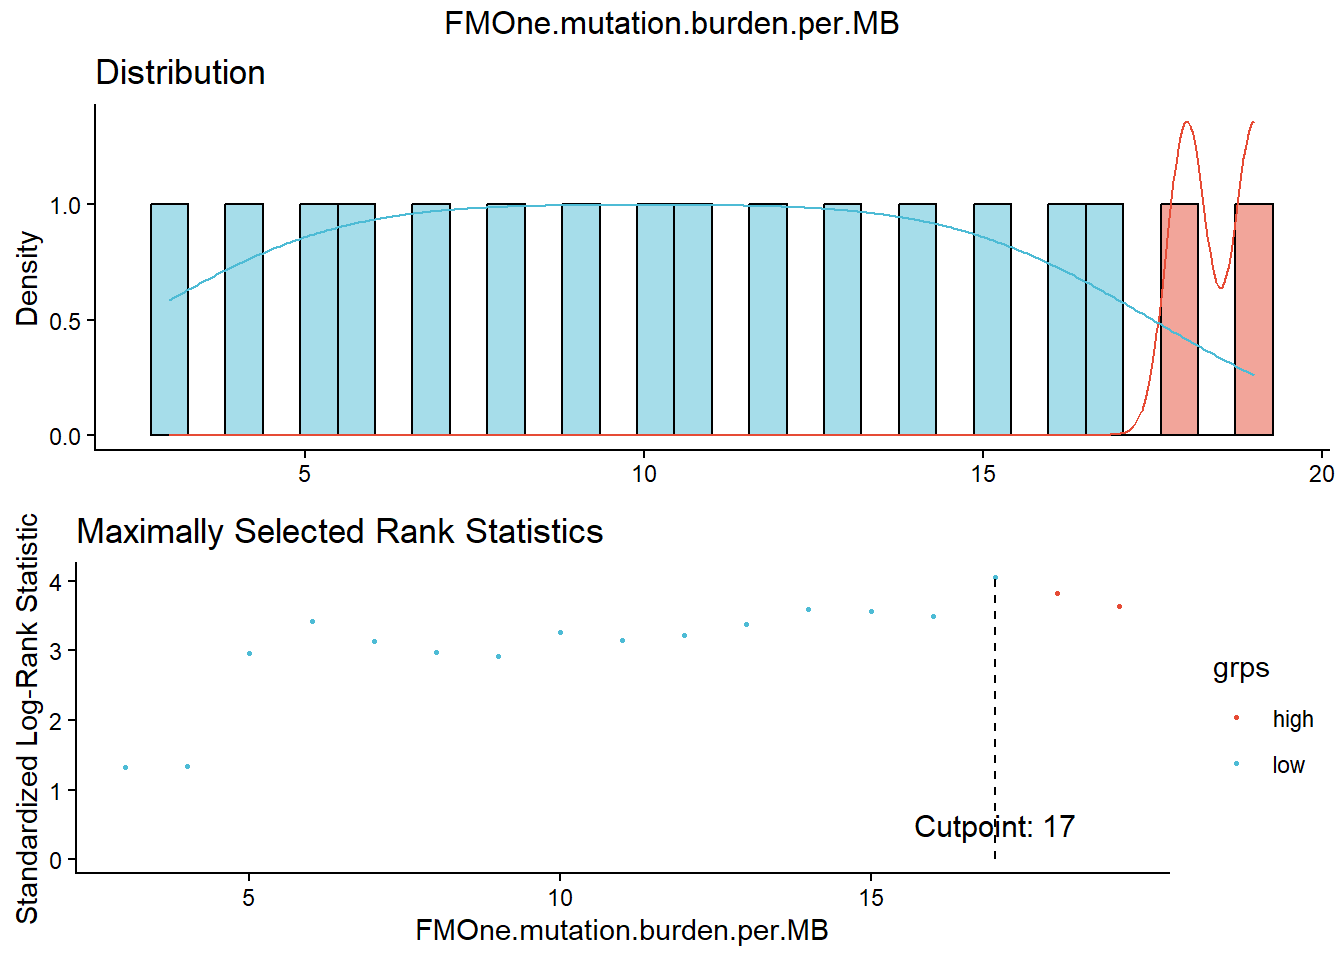 FMOne.mutation.burden.per.MB
Distribution
Density
1.0
0.5
0.0
5 10 15 20
Maximally Selected Rank Statistics
Standardized Log-Rank Statistic
4
3
2
1
0
Cutpoint: 17
5 10 15
FMOne.mutation.burden.per.MB
grps
high
low